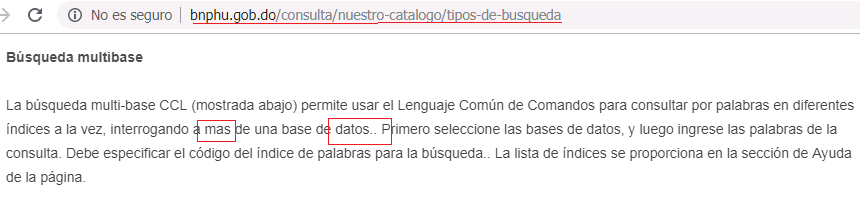 No es seguro | bnphu.gob.do/consulta/nuestro-catalogo/tipos-de-busqueda
Búsqueda multibase
La búsqueda multi-base CCL (mostrada abajo) permite usar el Lenguaje Común de Comandos para consultar por palabras en diferentes
índices a la vez, interrogando a mas de una base de datos.. Primero seleccione las bases de datos, y luego ingrese las palabras de la
consulta. Debe especificar el código del índice de palabras para la búsqueda.. La lista de índices se proporciona en la sección de Ayuda
de la página.